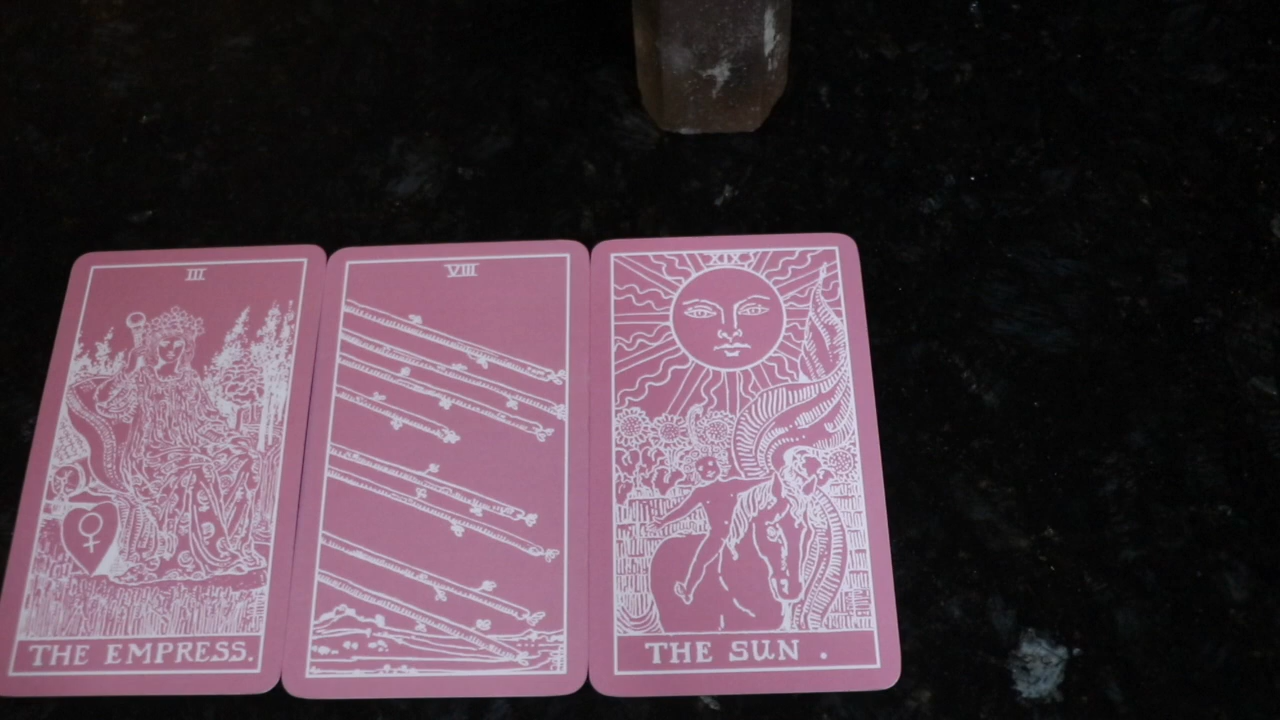 III
THE EMPRESS.
VIII
XIX
THE SUN .